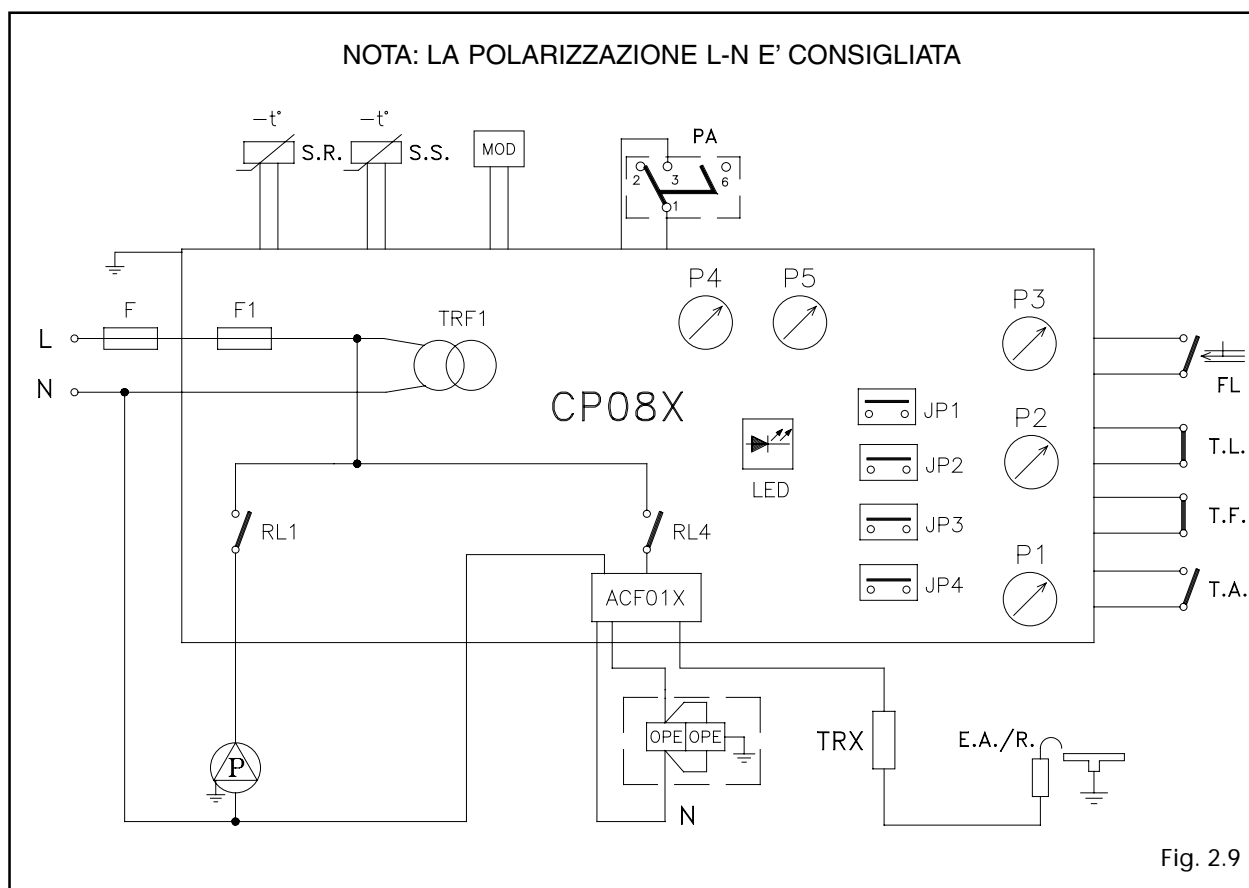 NOTA: LA POLARIZZAZIONE L-N E’ CONSIGLIATA
-t° -t°
S.R. S.S. MOD PA
2 3 6
1
P4 P5 P3
F F1 TRF1
L
N
FL
CP08X
JP1
P2
T.L.
LED JP2
T.F.
RL1 RL4 JP3
P1
JP4
T.A.
ACF01X
OPE OPE
TRX E.A./R.
P
N
Fig. 2.9